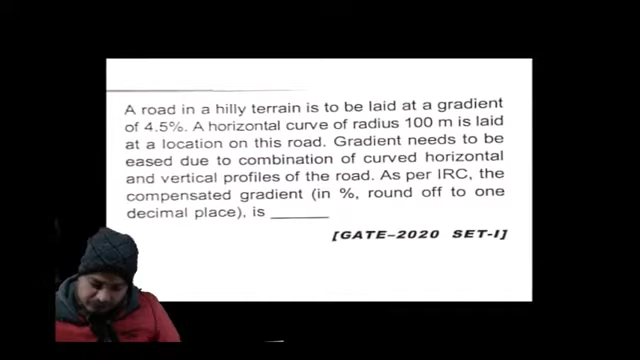 A road in a hilly terrain is to be laid at a gradient
of 4.5%. A horizontal curve of radius 100 m is laid
at a location on this road. Gradient needs to be
eased due to combination of curved horizontal
and vertical profiles of the road. As per IRC, the
compensated gradient (in %, round off to one
decimal place), is ______
[GATE–2020 SET-I]